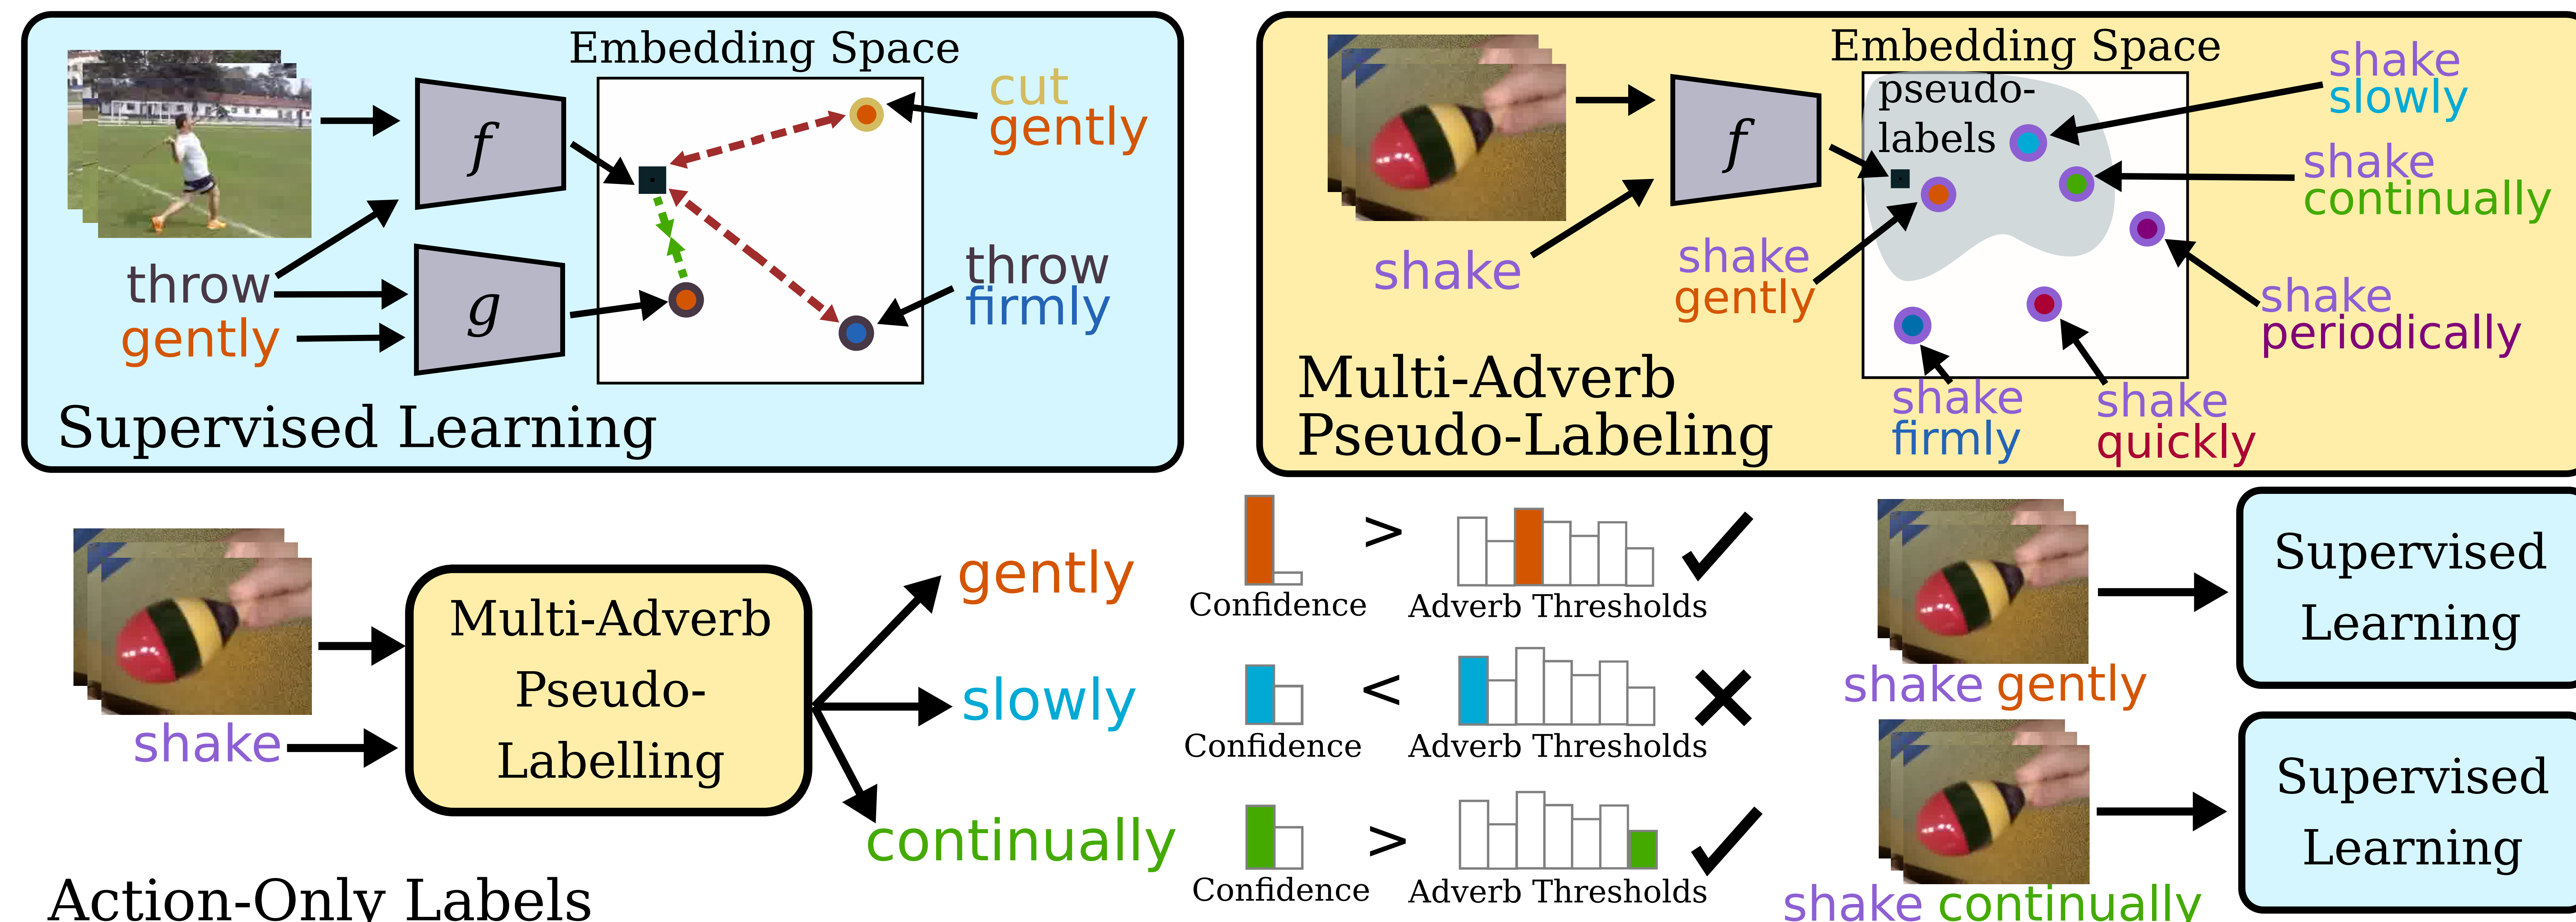 Embedding Space
cut
gently
f
throw
firmly
throw
gently
g
Supervised Learning
Embedding Space
pseudo-
labels
shake
slowly
f
shake
continually
shake
shake
gently
shake
periodically
Multi-Adverb
Pseudo-Labeling
shake
firmly
shake
quickly
shake
Multi-Adverb
Pseudo-
Labelling
gently
slowly
continually
Action-Only Labels
>
Confidence
Adverb Thresholds
<
Confidence
Adverb Thresholds
>
Confidence
Adverb Thresholds
shake gently
Supervised
Learning
shake continually
Supervised
Learning